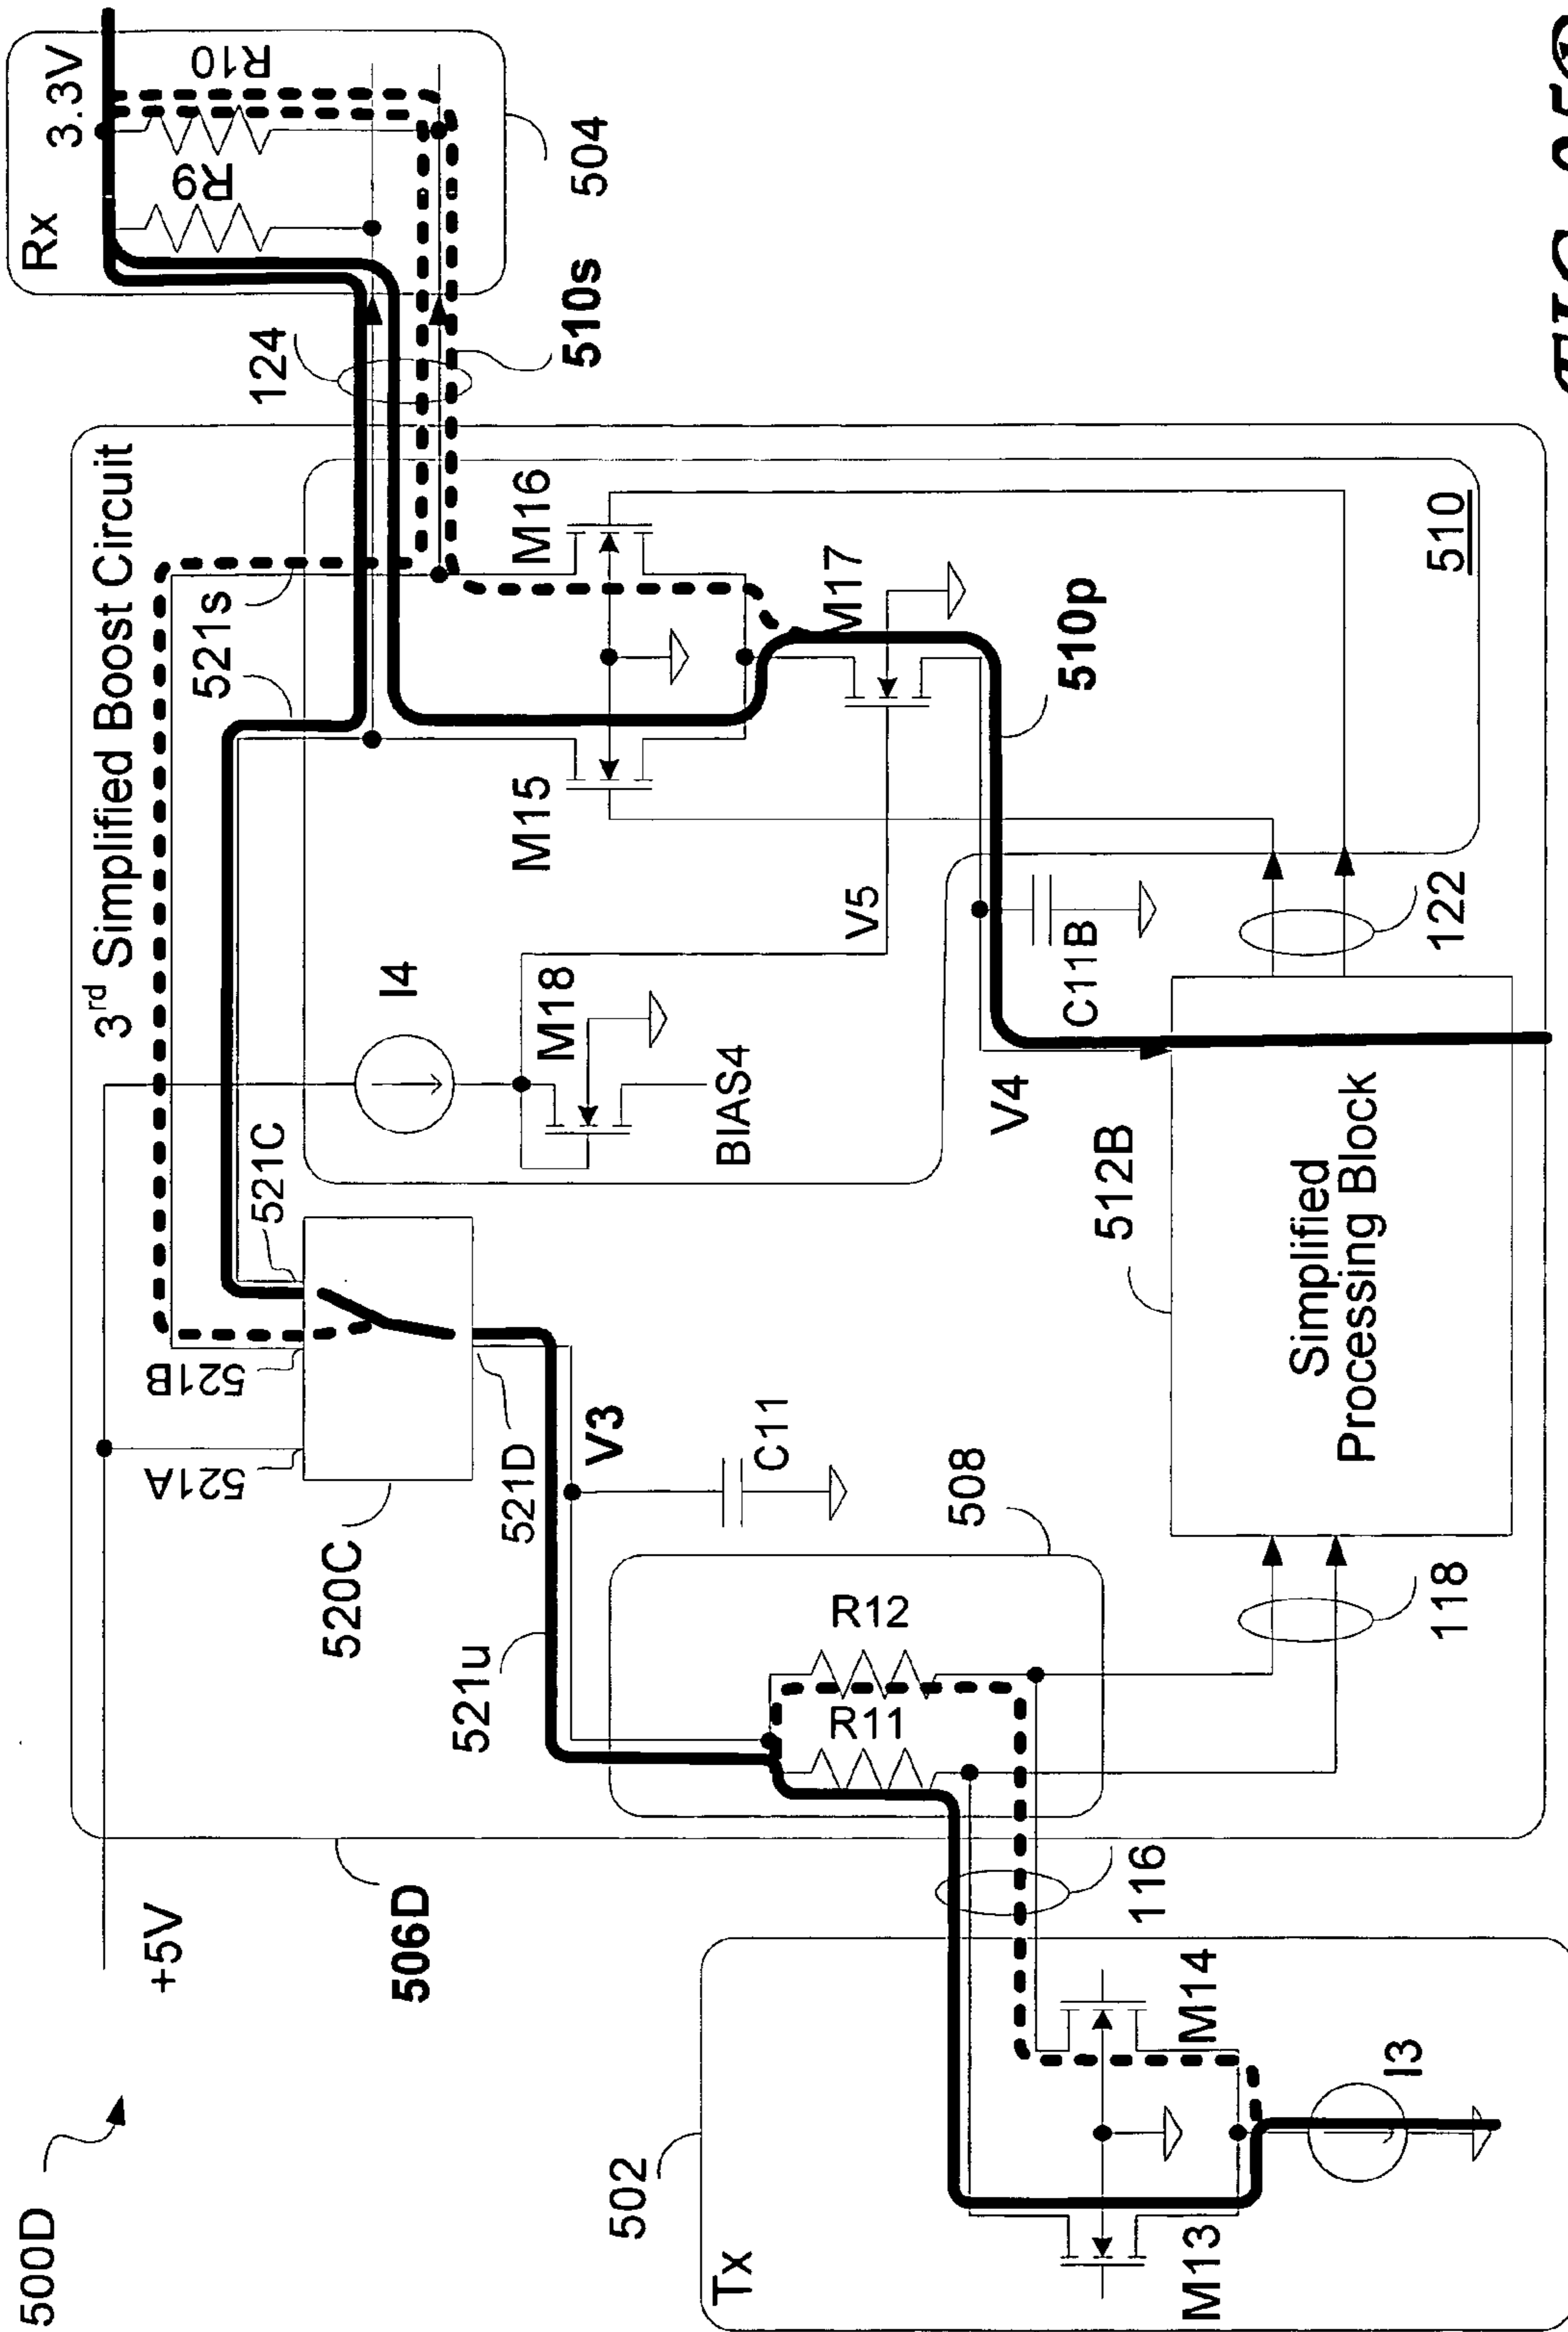 500D
+5V
506D
3rd Simplified Boost Circuit
521A
521B
521C
520C
521D
521u
V3
C11
508
R12
R11
116
118
502
Tx
M13
M14
I3
I4
M18
BIAS4
V5
V4
C11B
512B
Simplified
Processing Block
122
521s
M15
M16
M17
510p
510
124
510s
504
Rx
3.3V
R9
R10